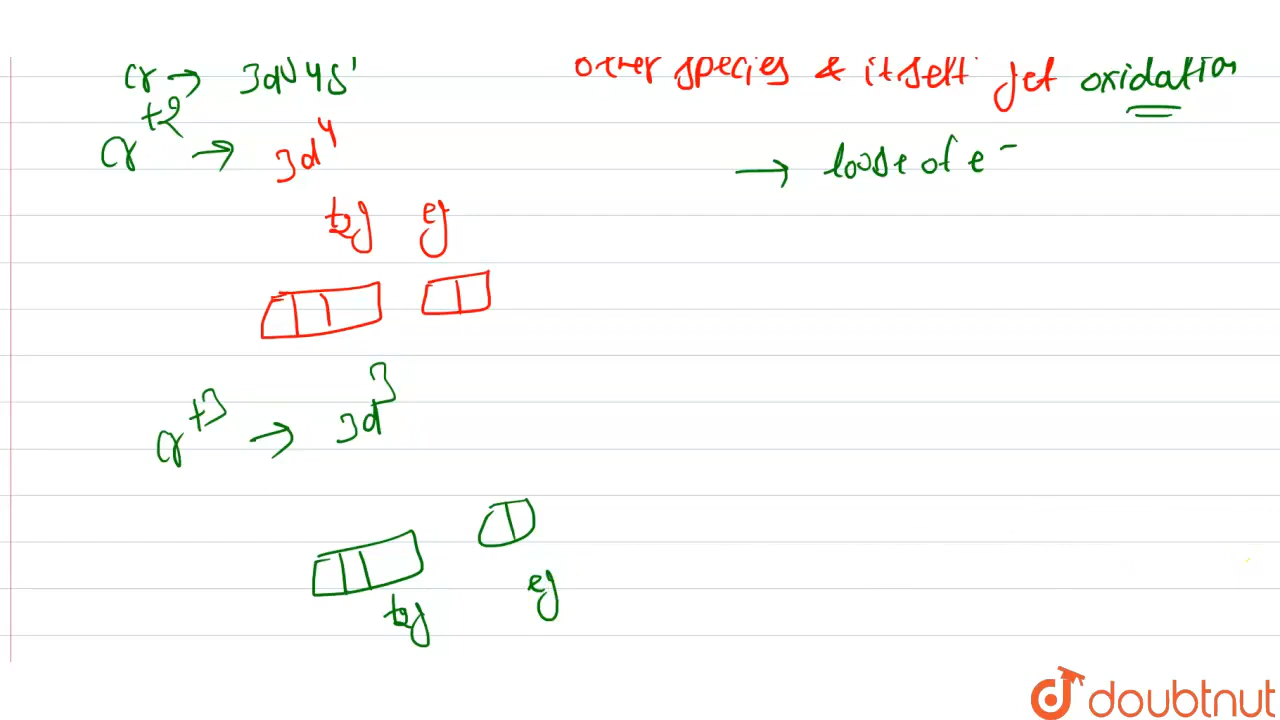 Cr → 3d⁵ 4s¹
other species & itself get oxidation
Cr⁺² → 3d⁴
→ loose of e⁻
t2g eg
Cr⁺³ → 3d³
eg
t2g
doubtnut